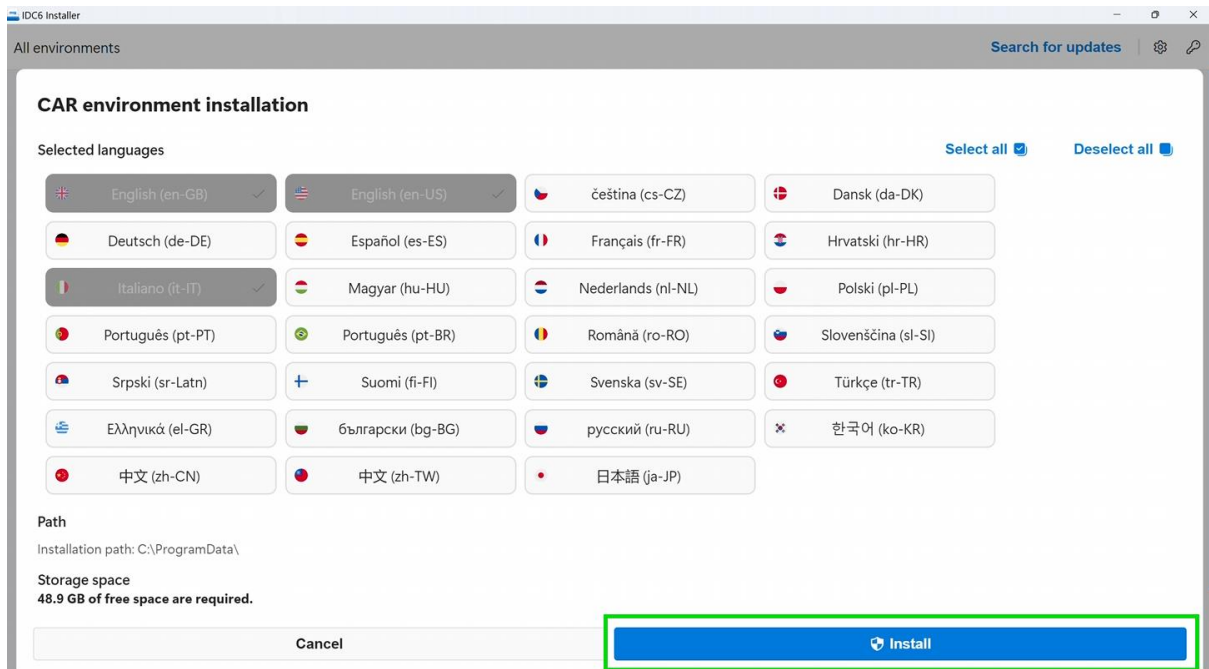 IDC6 Installer
All environments
Search for updates
CAR environment installation
Selected languages
Select all
Deselect all
English (en-GB)
English (en-US)
čeština (cs-CZ)
Dansk (da-DK)
Deutsch (de-DE)
Español (es-ES)
Français (fr-FR)
Hrvatski (hr-HR)
Italiano (it-IT)
Magyar (hu-HU)
Nederlands (nl-NL)
Polski (pl-PL)
Português (pt-PT)
Português (pt-BR)
Română (ro-RO)
Slovenščina (sl-SI)
Srpski (sr-Latn)
Suomi (fi-FI)
Svenska (sv-SE)
Türkçe (tr-TR)
Ελληνικά (el-GR)
български (bg-BG)
русский (ru-RU)
한국어 (ko-KR)
中文 (zh-CN)
中文 (zh-TW)
日本語 (ja-JP)
Path
Installation path: C:\ProgramData\
Storage space
48.9 GB of free space are required.
Cancel
Install